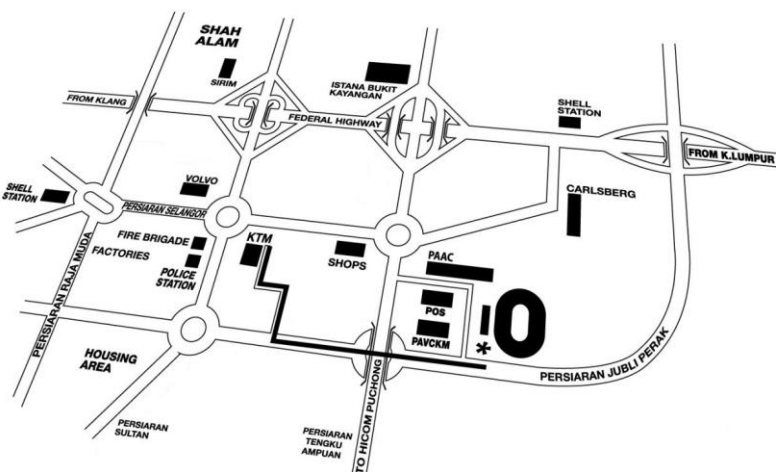 SHAH
ALAM
SIRIM
ISTANA BUKIT
KAYANGAN
FROM KLANG
FEDERAL HIGHWAY
SHELL
STATION
FROM K.LUMPUR
VOLVO
SHELL
STATION
PERSIARAN SELANGOR
CARLSBERG
FIRE BRIGADE
FACTORIES
POLICE
STATION
KTM
SHOPS
PAAC
POS
PAVCKM
IO
*
PERSIARAN RAJA MUDA
HOUSING
AREA
PERSIARAN JUBLI PERAK
PERSIARAN
SULTAN
PERSIARAN
TENGKU
AMPUAN
TO HICOM PUCHONG